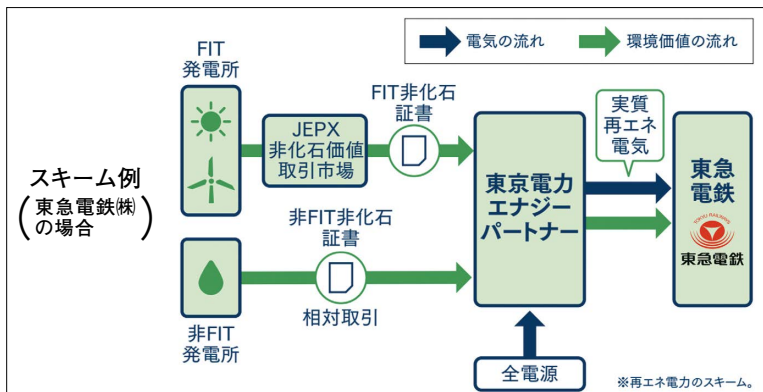 電気の流れ
環境価値の流れ
スキーム例
(東急電鉄㈱
の場合)
FIT
発電所
JEPX
非化石価値
取引市場
FIT非化石
証書
非FIT
発電所
非FIT非化石
証書
相対取引
東京電力
エナジー
パートナー
全電源
実質
再エネ
電気
東急
電鉄
TOKYU RAILWAYS
東急電鉄
※再エネ電力のスキーム。